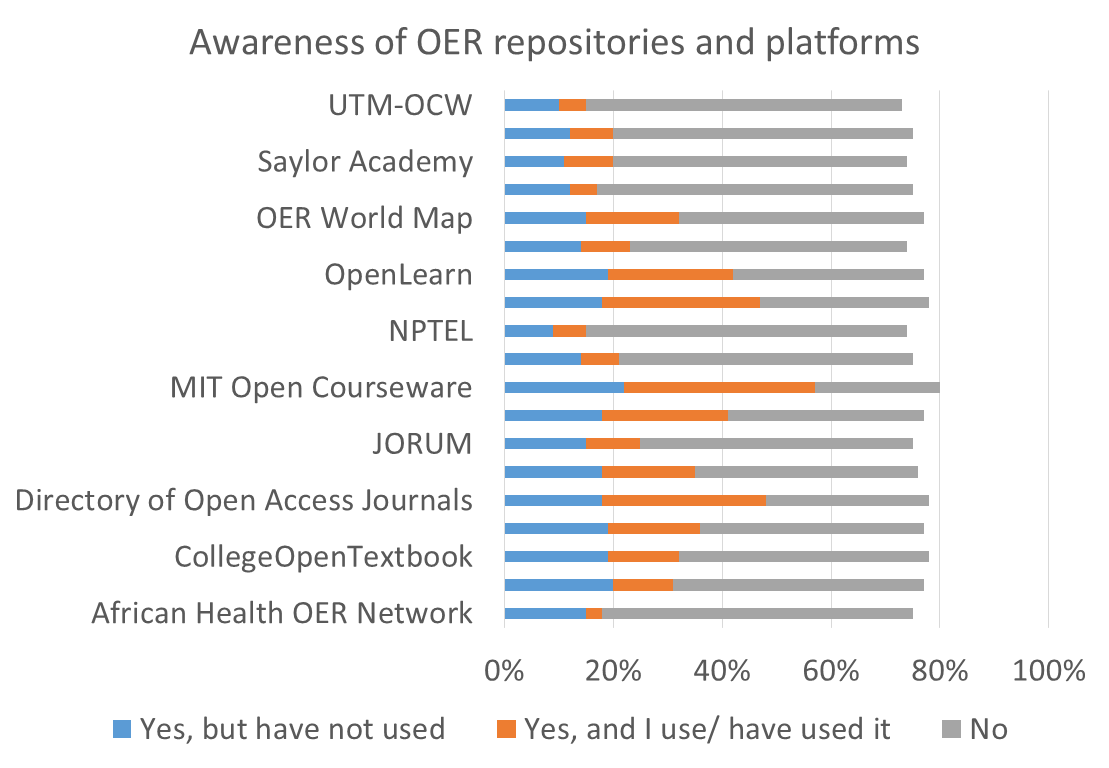 Awareness of OER repositories and platforms
UTM-OCW
Saylor Academy
OER World Map
OpenLearn
NPTEL
MIT Open Courseware
JORUM
Directory of Open Access Journals
CollegeOpenTextbook
African Health OER Network
0% 20% 40% 60% 80% 100%
Yes, but have not used Yes, and I use/ have used it No